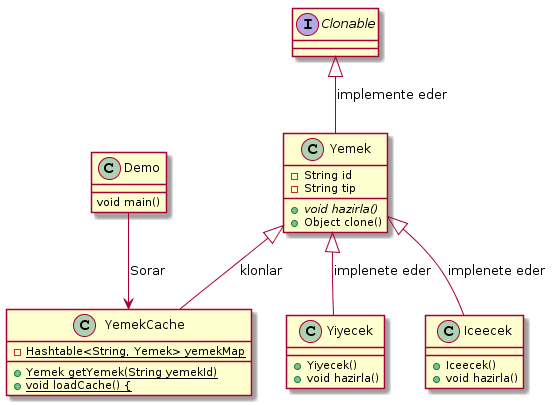 I Clonable
implemente eder
C Yemek
String id
String tip
void hazirla()
Object clone()
C Demo
void main()
Sorar
klonlar
implenete eder
implenete eder
C YemekCache
Hashtable<String, Yemek> yemekMap
Yemek getYemek(String yemekId)
void loadCache() {
C Yiyecek
Yiyecek()
void hazirla()
C Iceecek
Iceecek()
void hazirla()